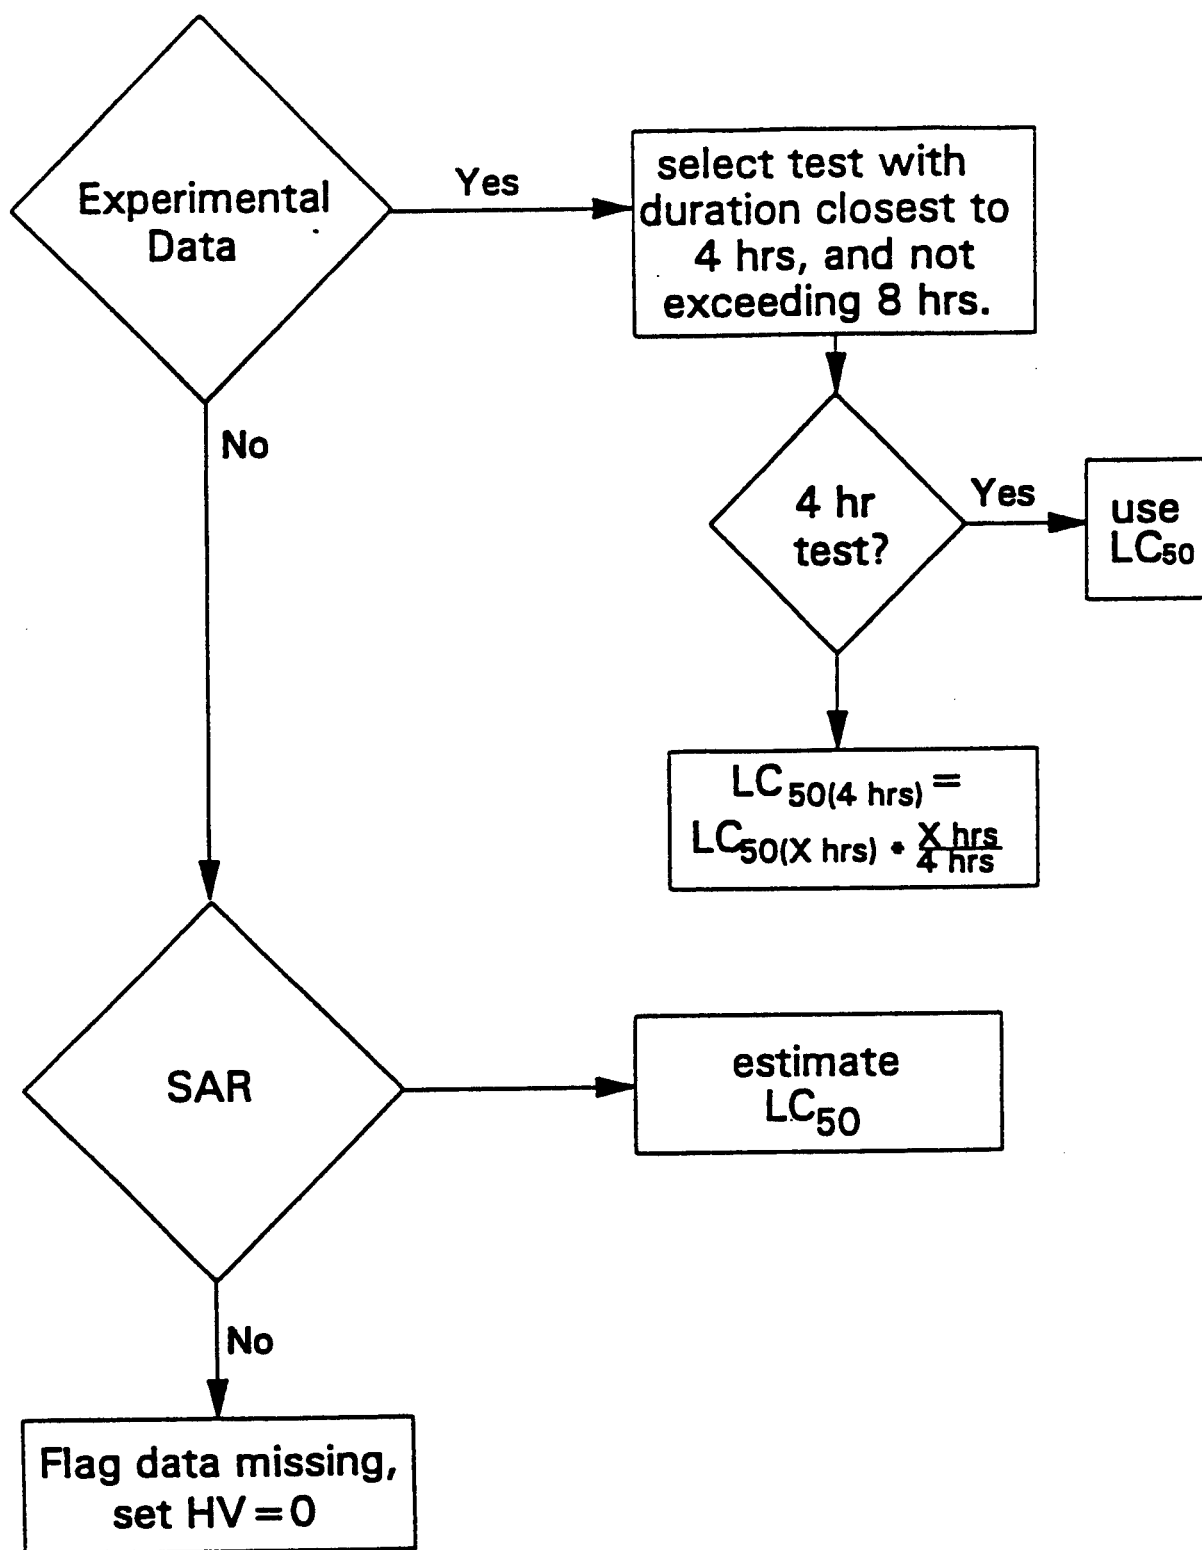 Experimental
Data
Yes
select test with
duration closest to
4 hrs, and not
exceeding 8 hrs.
No
4 hr
test?
Yes
use
LC50
LC50(4 hrs) =
LC50(X hrs) * X hrs
4 hrs
SAR
estimate
LC50
No
Flag data missing,
set HV = 0